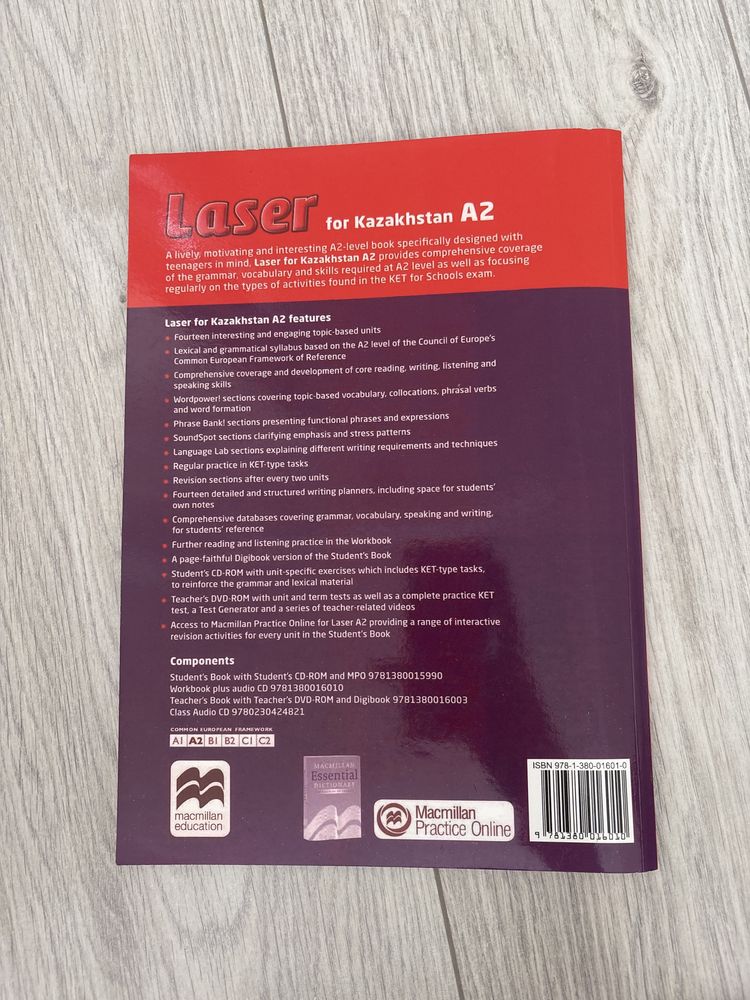 Laser for Kazakhstan A2
A lively, motivating and interesting A2-level book specifically designed with
teenagers in mind, Laser for Kazakhstan A2 provides comprehensive coverage
of the grammar, vocabulary and skills required at A2 level as well as focusing
regularly on the types of activities found in the KET for Schools exam.
Laser for Kazakhstan A2 features
Fourteen interesting and engaging topic-based units
Lexical and grammatical syllabus based on the A2 level of the Council of Europe's
Common European Framework of Reference
Comprehensive coverage and development of core reading, writing, listening and
speaking skills
Wordpower! sections covering topic-based vocabulary, collocations, phrasal verbs
and word formation
Phrase Bank! sections presenting functional phrases and expressions
SoundSpot sections clarifying emphasis and stress patterns
Language Lab sections explaining different writing requirements and techniques
Regular practice in KET-type tasks
Revision sections after every two units
Fourteen detailed and structured writing planners, including space for students'
own notes
Comprehensive databases covering grammar, vocabulary, speaking and writing,
for students' reference
Further reading and listening practice in the Workbook
A page-faithful Digibook version of the Student's Book
Student's CD-ROM with unit-specific exercises which includes KET-type tasks,
to reinforce the grammar and lexical material
Teacher's DVD-ROM with unit and term tests as well as a complete practice KET
test, a Test Generator and a series of teacher-related videos
Access to Macmillan Practice Online for Laser A2 providing a range of interactive
revision activities for every unit in the Student's Book
Components
Student's Book with Student's CD-ROM and MPO 9781380015990
Workbook plus audio CD 9781380016010
Teacher's Book with Teacher's DVD-ROM and Digibook 9781380016003
Class Audio CD 9780230424821
COMMON EUROPEAN FRAMEWORK
A1 A2 B1 B2 C1 C2
macmillan
education
MACMILLAN
Essential
DICTIONARY
Macmillan
Practice Online
ISBN 978-1-380-01601-0
9 781380 016010